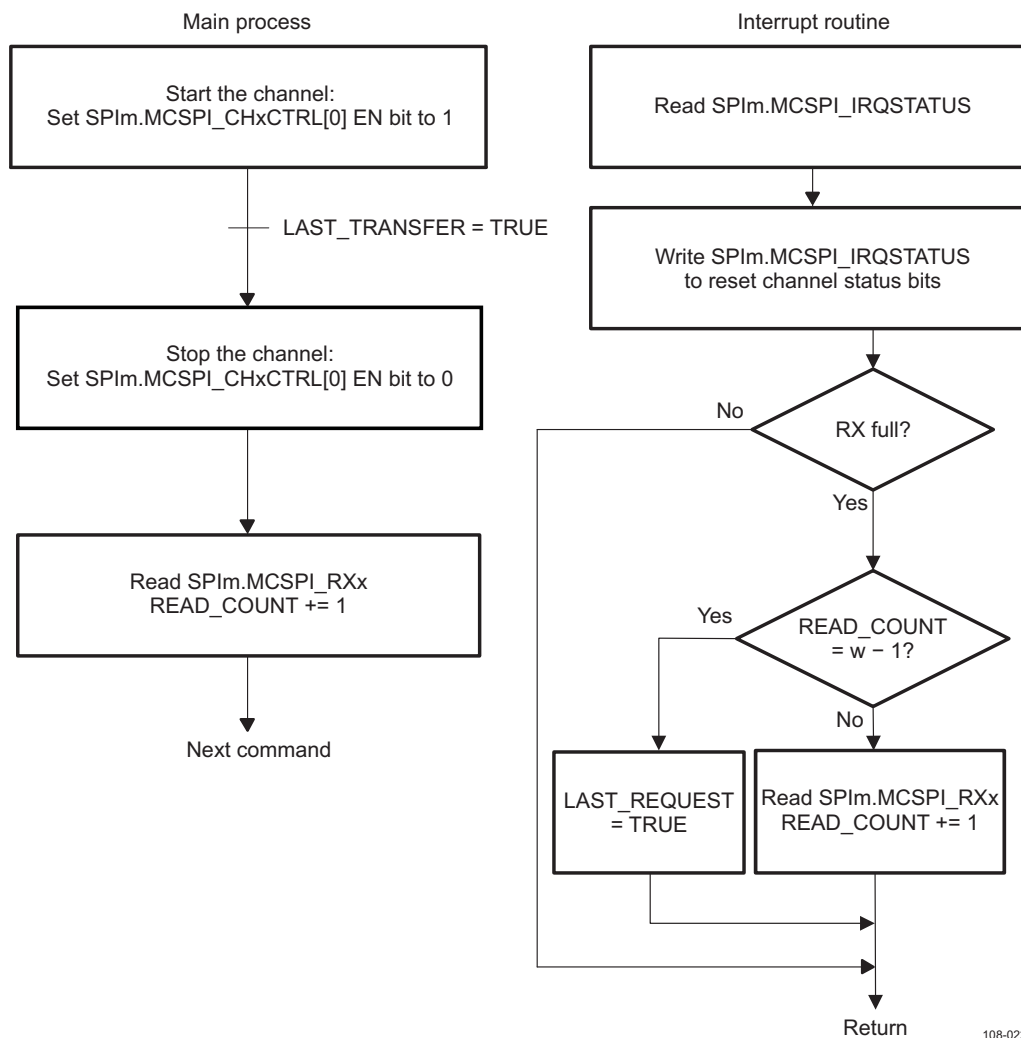 Main process
Start the channel:
Set SPIm.MCSPI_CHxCTRL[0] EN bit to 1
LAST_TRANSFER = TRUE
Stop the channel:
Set SPIm.MCSPI_CHxCTRL[0] EN bit to 0
Read SPIm.MCSPI_RXx
READ_COUNT += 1
Next command
Interrupt routine
Read SPIm.MCSPI_IRQSTATUS
Write SPIm.MCSPI_IRQSTATUS
to reset channel status bits
RX full?
No
Yes
READ_COUNT
= w − 1?
Yes
No
LAST_REQUEST
= TRUE
Read SPIm.MCSPI_RXx
READ_COUNT += 1
Return